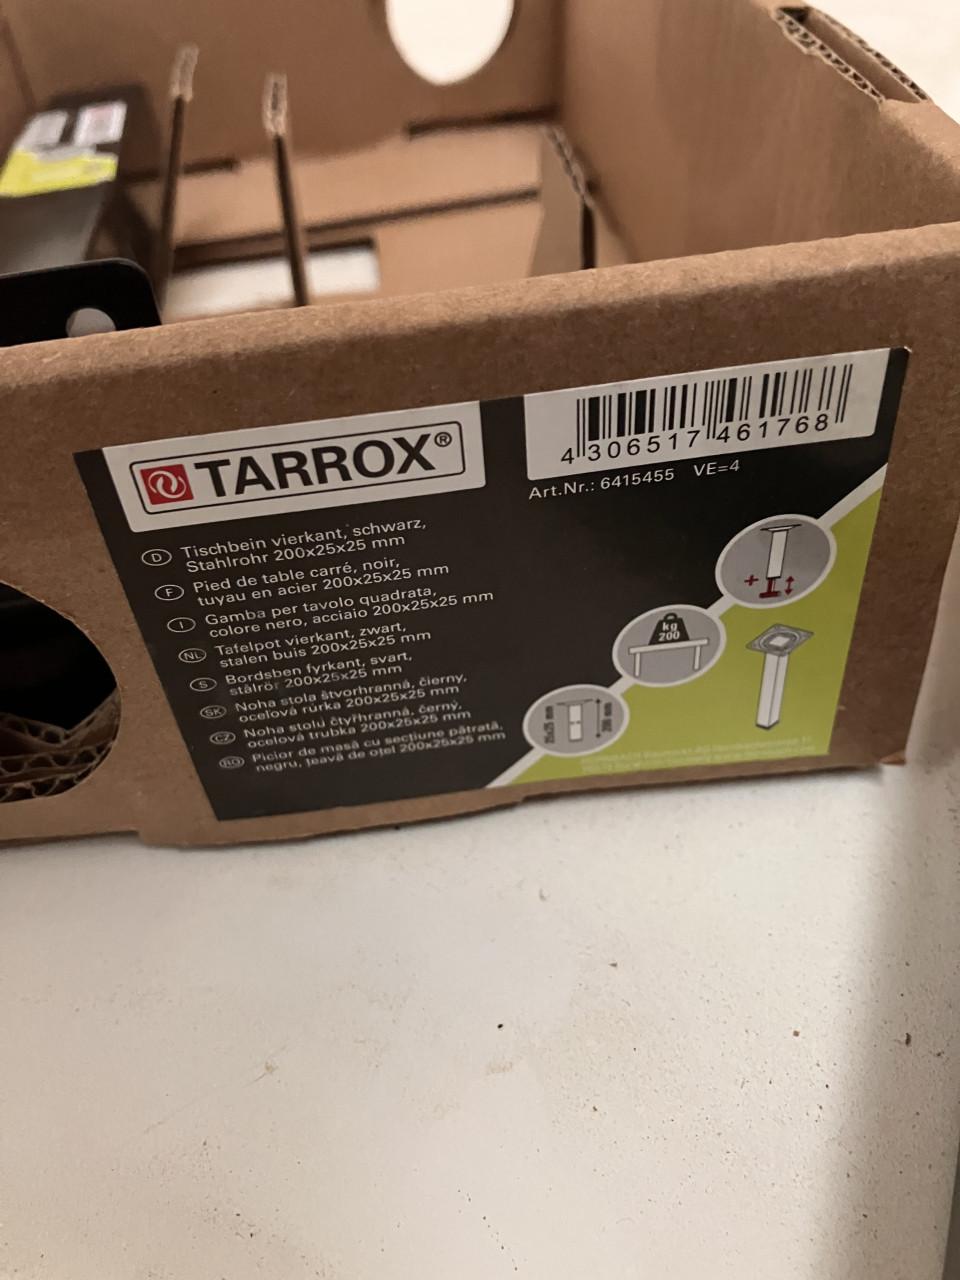 TARROX®
4 306517 461768
Art.Nr.: 6415455 VE=4
D Tischbein vierkant, schwarz,
Stahlrohr 200x25x25 mm
F Pied de table carré, noir,
tuyau en acier 200x25x25 mm
I Gamba per tavolo quadrata,
colore nero, acciaio 200x25x25 mm
NL Tafelpot vierkant, zwart,
stalen buis 200x25x25 mm
S Bordsben fyrkant, svart,
stålrör 200x25x25 mm
SK Noha stola štvorhranná, čierny,
oceľová rúrka 200x25x25 mm
CZ Noha stolu čtyřhranná, černý,
ocelová trubka 200x25x25 mm
RO Picior de masă cu secțiune pătrată,
negru, țeavă de oțel 200x25x25 mm
+
kg
200
25x25 mm
200 mm